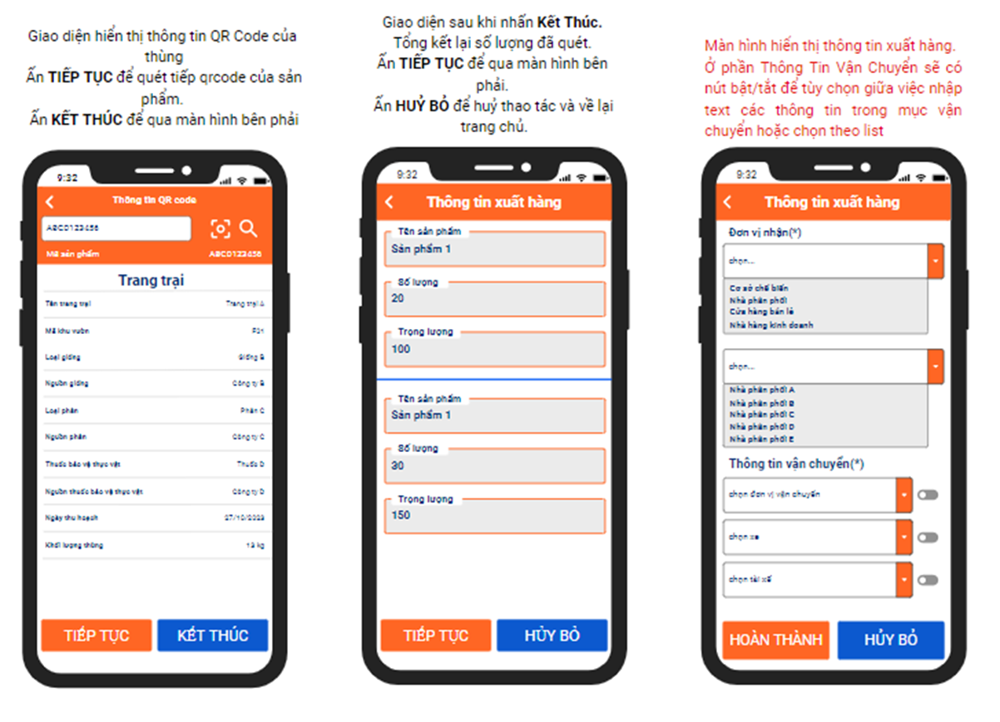 Giao diện hiển thị thông tin QR Code của
thùng
Ấn TIẾP TỤC để quét tiếp qrcode của sản
phẩm.
Ấn KẾT THÚC để qua màn hình bên phải
9:32
Thông tin QR code
ABCD123456
Mã sản phẩm ABCD123456
Trang trại
Tên trang trại Trang trại A
Mã khu vườn F21
Loại giống Giống B
Nguồn giống Công ty B
Loại phân Phân C
Nguồn phân Công ty C
Thuốc bảo vệ thực vật Thuốc D
Nguồn thuốc bảo vệ thực vật Công ty D
Ngày thu hoạch 27/10/2023
Khối lượng thùng 13 kg
TIẾP TỤC KẾT THÚC
Giao diện sau khi nhấn Kết Thúc.
Tổng kết lại số lượng đã quét.
Ấn TIẾP TỤC để qua màn hình bên
phải.
Ấn HUỶ BỎ để huỷ thao tác và về lại
trang chủ.
9:32
Thông tin xuất hàng
Tên sản phẩm
Sản phẩm 1
Số lượng
20
Trọng lượng
100
Tên sản phẩm
Sản phẩm 1
Số lượng
30
Trọng lượng
150
TIẾP TỤC HỦY BỎ
Màn hình hiển thị thông tin xuất hàng.
Ở phần Thông Tin Vận Chuyển sẽ có
nút bật/tắt để tùy chọn giữa việc nhập
text các thông tin trong mục vận
chuyển hoặc chọn theo list
9:32
Thông tin xuất hàng
Đơn vị nhận(*)
chọn...
Cơ sở chế biến
Nhà phân phối
Cửa hàng bán lẻ
Nhà hàng kinh doanh
chọn...
Nhà phân phối A
Nhà phân phối B
Nhà phân phối C
Nhà phân phối D
Nhà phân phối E
Thông tin vận chuyển(*)
chọn đơn vị vận chuyển
chọn xe
chọn tài xế
HOÀN THÀNH HỦY BỎ